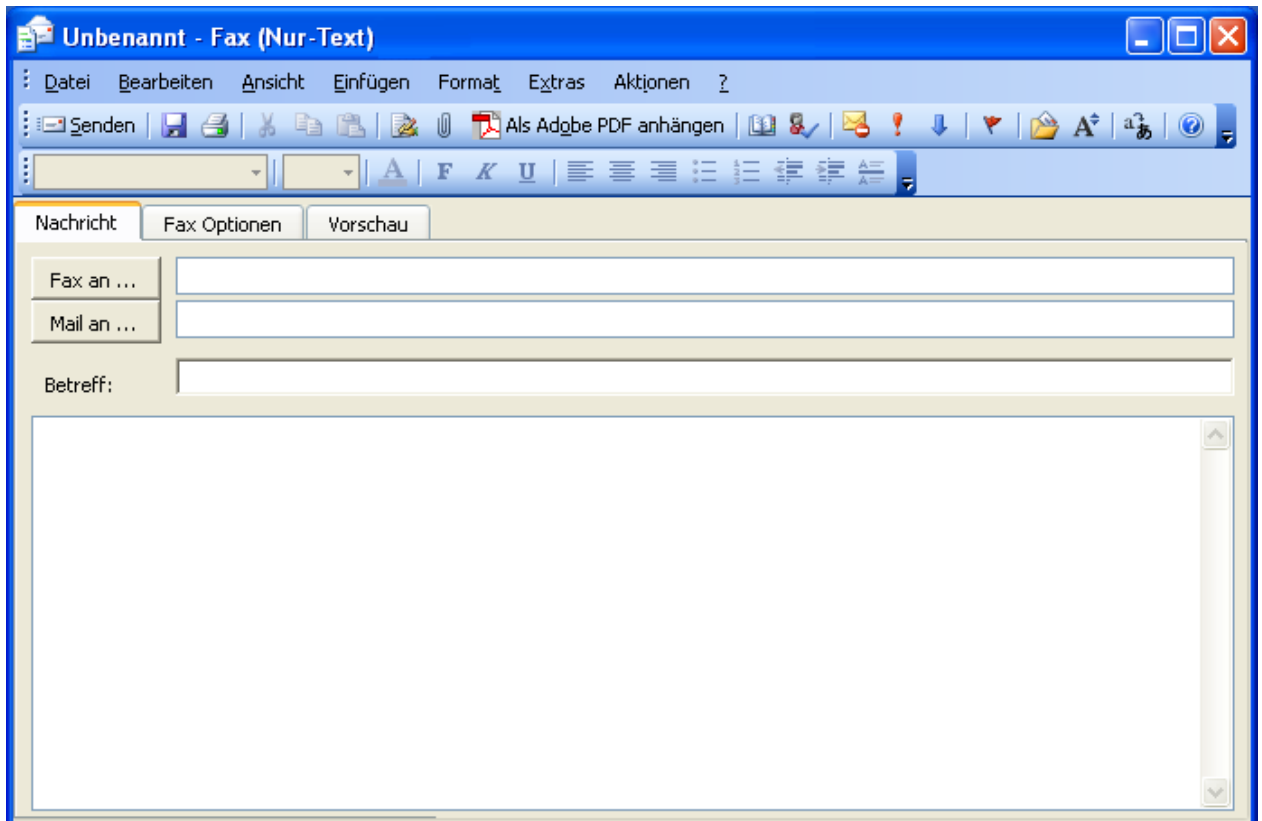 Unbenannt - Fax (Nur-Text)
Datei Bearbeiten Ansicht Einfügen Format Extras Aktionen ?
Senden Als Adobe PDF anhängen
F K U
Nachricht Fax Optionen Vorschau
Fax an ...
Mail an ...
Betreff: